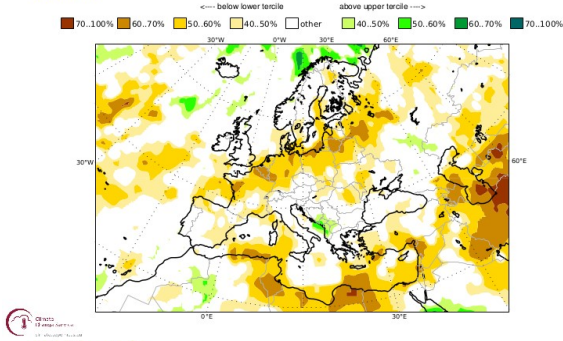 <---- below lower tercile above upper tercile ---->
70..100% 60..70% 50..60% 40..50% other 40..50% 50..60% 60..70% 70..100%
30°W 0°W 30°E 60°E
30°W 60°E
0°E 30°E
Climate